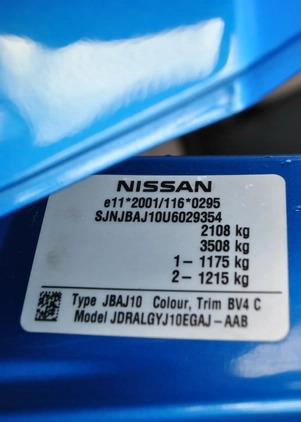 NISSAN
e11*2001/116*0295
SJNJBAJ10U6029354
2108 kg
3508 kg
1- 1175 kg
2- 1215 kg
Type JBAJ10 Colour, Trim BV4 C
Model JDRALGYJ10EGAJ-AAB